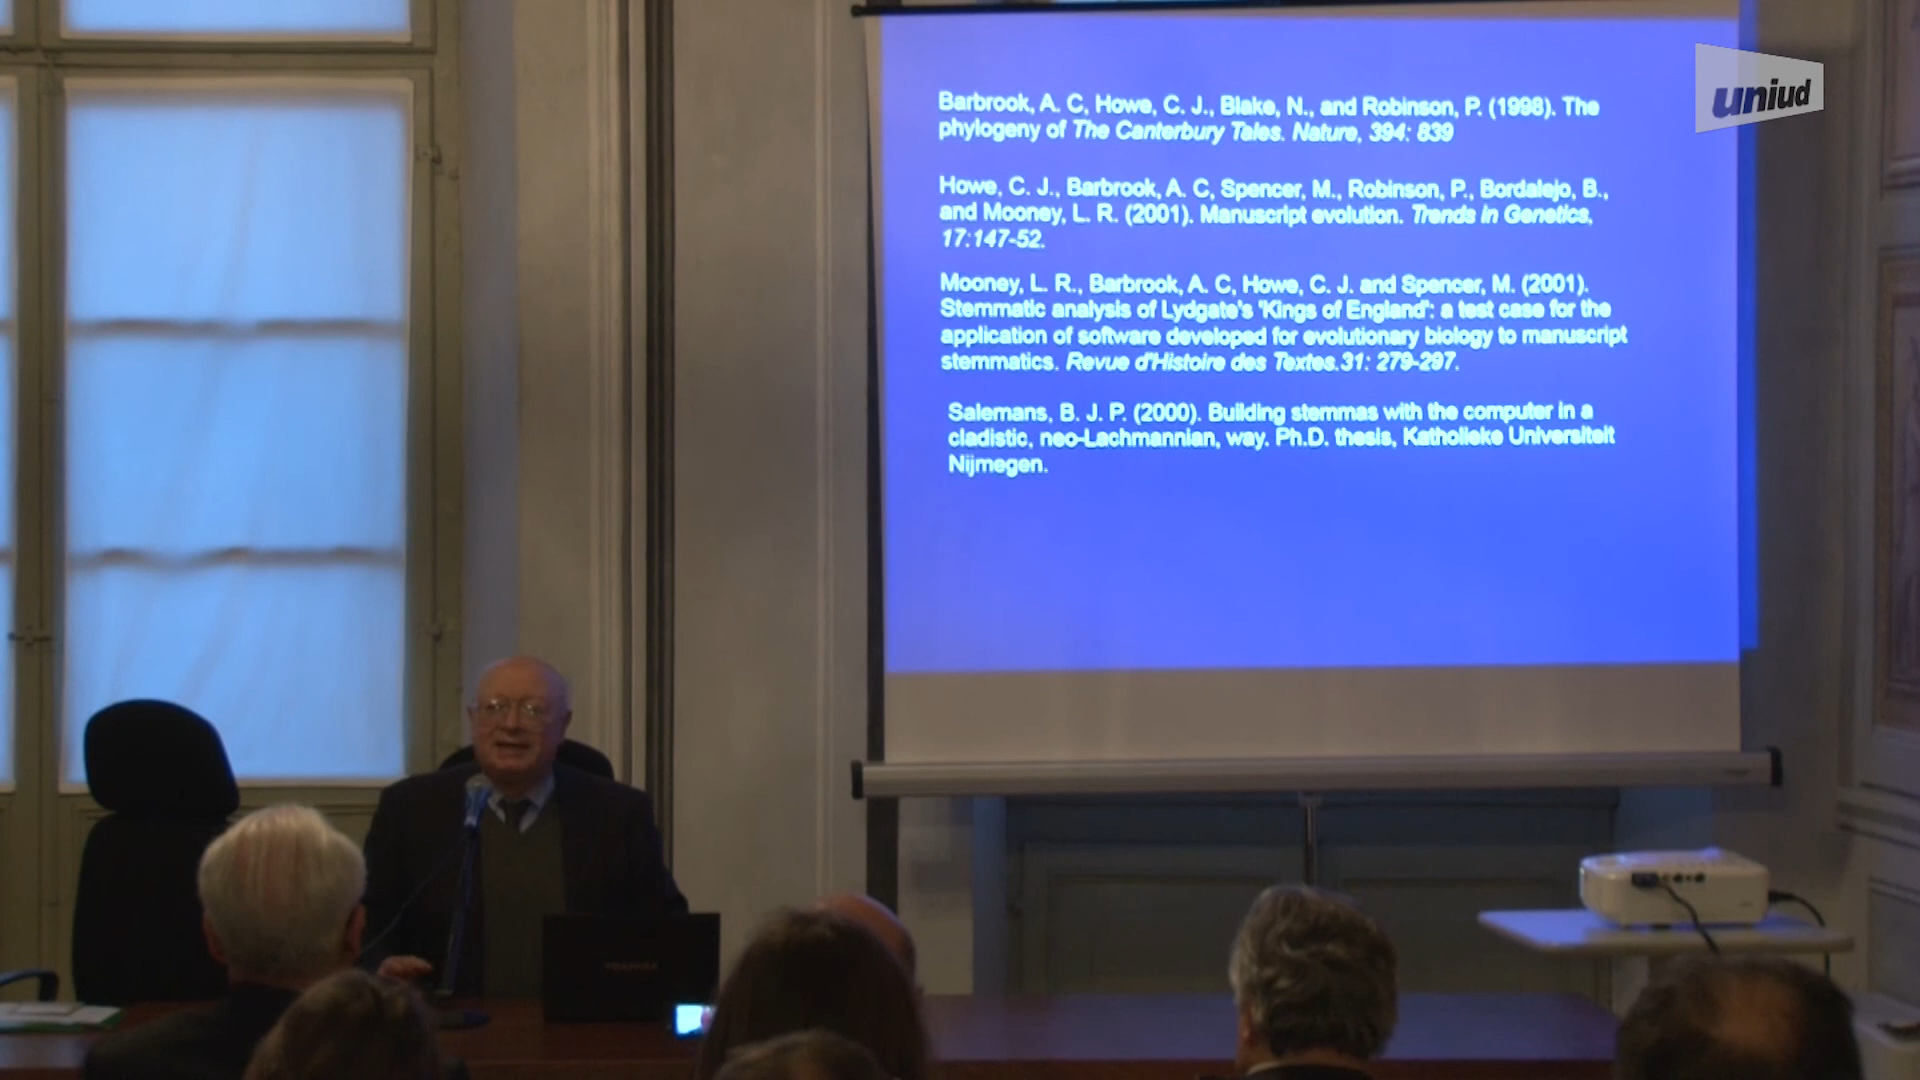 Barbrook, A. C, Howe, C. J., Blake, N., and Robinson, P. (1998). The
phylogeny of The Canterbury Tales. Nature, 394: 839
Howe, C. J., Barbrook, A. C, Spencer, M., Robinson, P., Bordalejo, B.,
and Mooney, L. R. (2001). Manuscript evolution. Trends in Genetics,
17:147-52.
Mooney, L. R., Barbrook, A. C, Howe, C. J. and Spencer, M. (2001).
Stemmatic analysis of Lydgate's 'Kings of England': a test case for the
application of software developed for evolutionary biology to manuscript
stemmatics. Revue d'Histoire des Textes.31: 279-297.
Salemans, B. J. P. (2000). Building stemmas with the computer in a
cladistic, neo-Lachmannian, way. Ph.D. thesis, Katholieke Universiteit
Nijmegen.
uniud
TOSHIBA